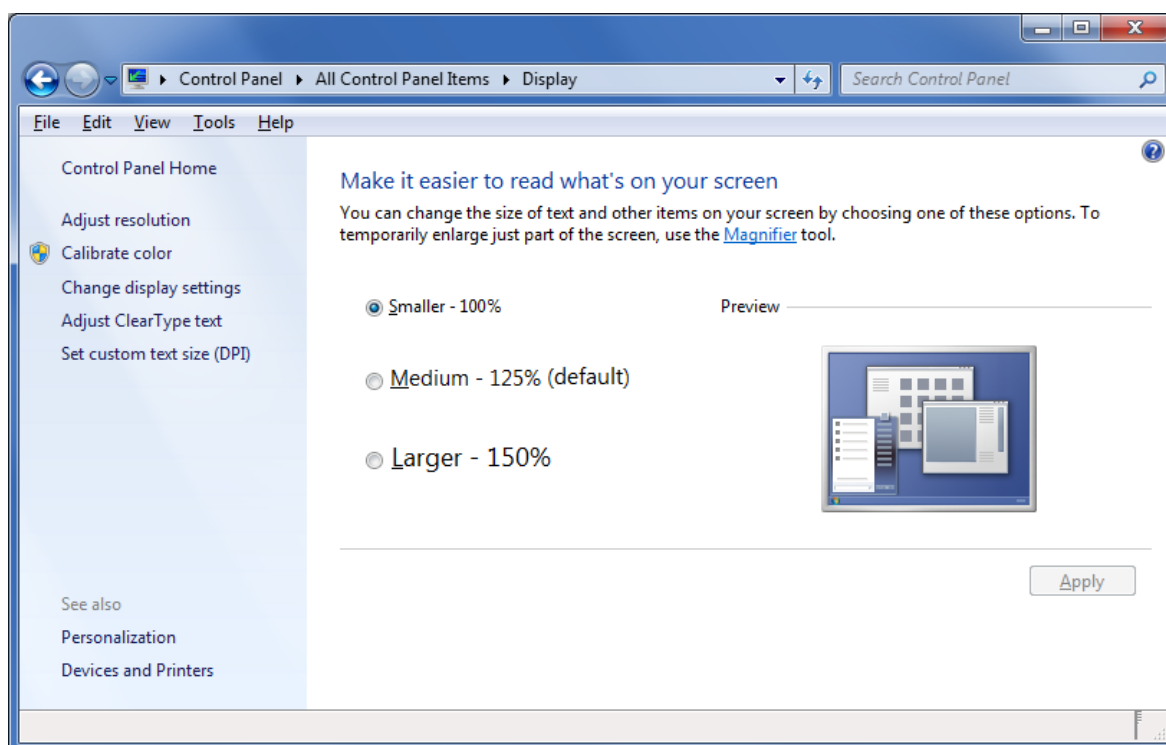 Control Panel All Control Panel Items Display Search Control Panel
File Edit View Tools Help
Control Panel Home
Adjust resolution
Calibrate color
Change display settings
Adjust ClearType text
Set custom text size (DPI)
See also
Personalization
Devices and Printers
Make it easier to read what's on your screen
You can change the size of text and other items on your screen by choosing one of these options. To
temporarily enlarge just part of the screen, use the Magnifier tool.
Smaller - 100%
Medium - 125% (default)
Larger - 150%
Preview
Apply